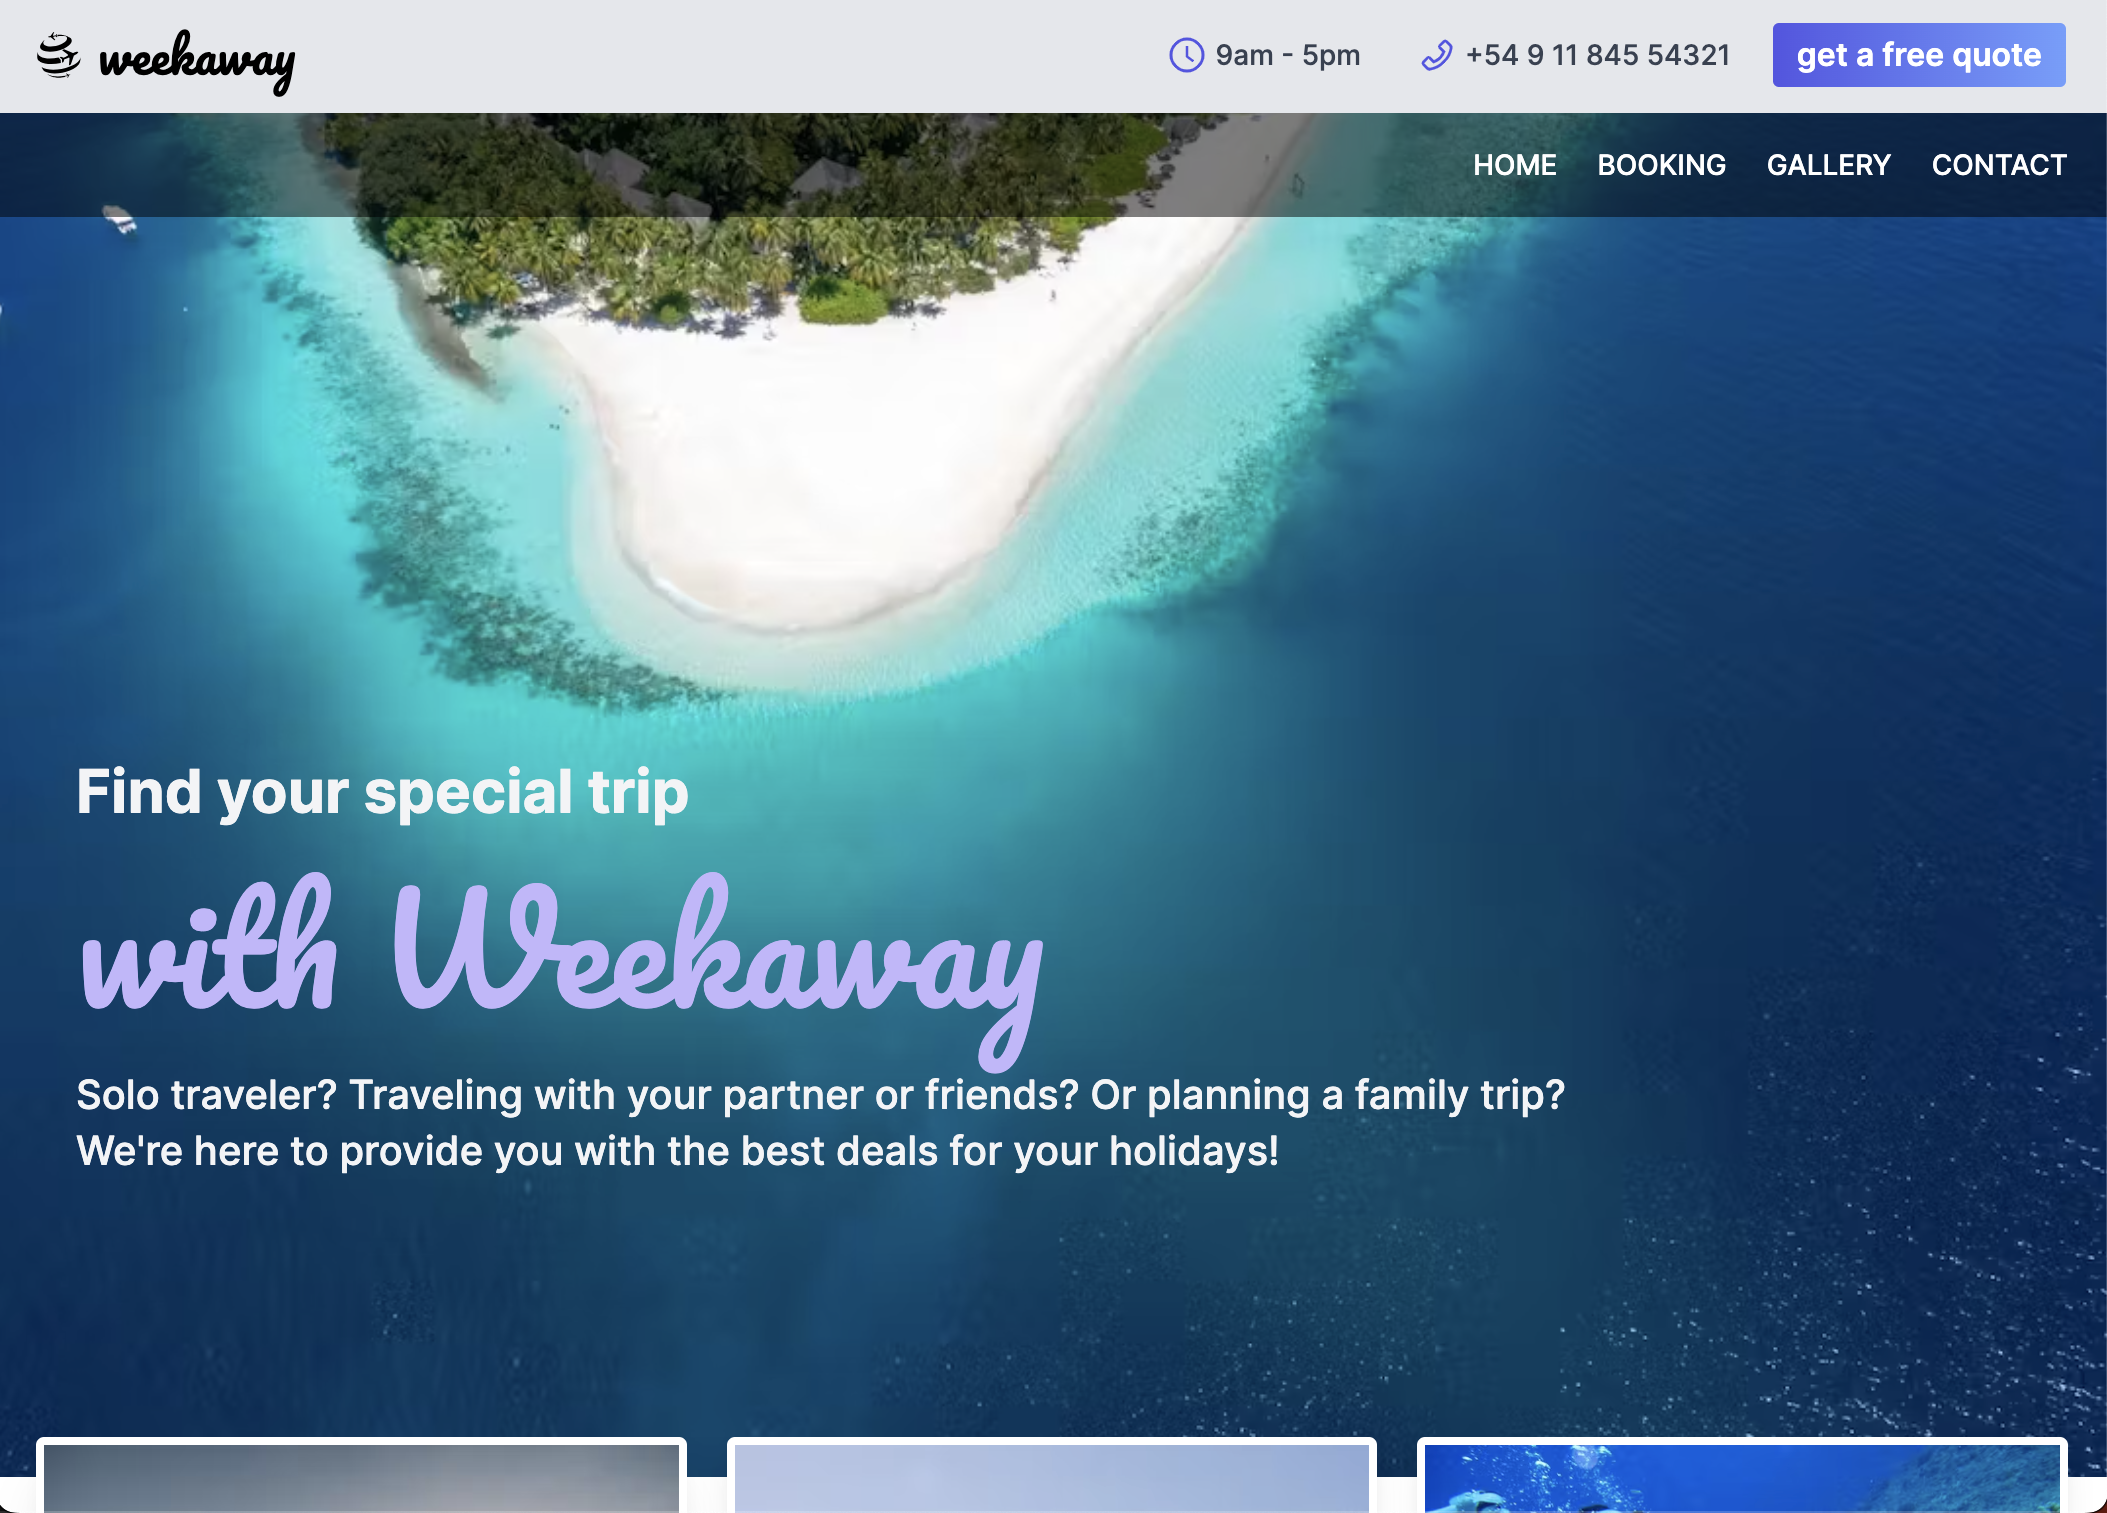 weekaway
9am - 5pm
+54 9 11 845 54321
get a free quote
HOME
BOOKING
GALLERY
CONTACT
Find your special trip
with Weekaway
Solo traveler? Traveling with your partner or friends? Or planning a family trip?
We're here to provide you with the best deals for your holidays!